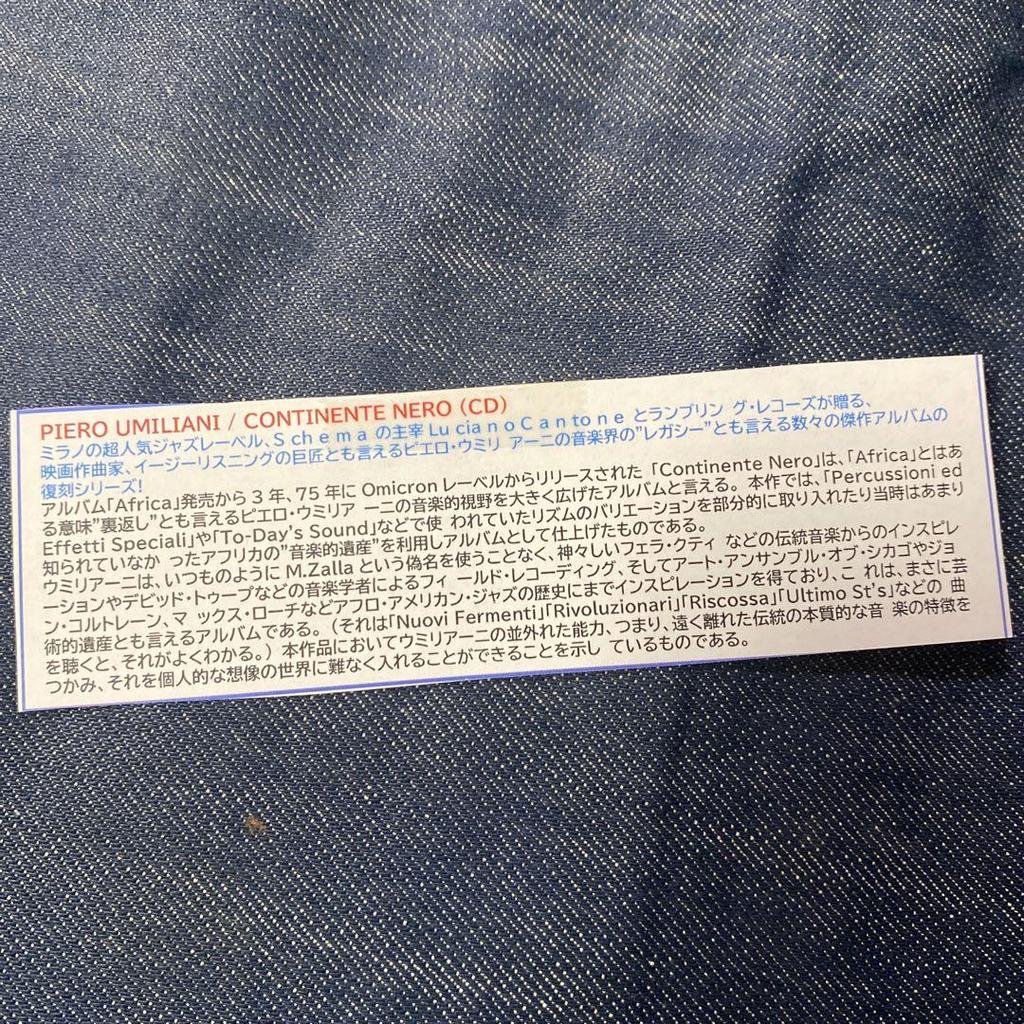 PIERO UMILIANI / CONTINENTE NERO (CD)
ミラノの超人気ジャズレーベル、Schema の主宰 LucianoCantone とランブリン グ・レコーズが贈る、
映画作曲家、イージーリスニングの巨匠とも言えるピエロ・ウミリ アーニの音楽界の"レガシー"とも言える数々の傑作アルバムの
復刻シリーズ!
アルバム「Africa」発売から 3 年、75 年に Omicron レーベルからリリースされた 「Continente Nero」は、「Africa」とはあ
る意味"裏返し"とも言えるピエロ・ウミリア ーニの音楽的視野を大きく広げたアルバムと言える。 本作では、「Percussioni ed
Effetti Speciali」や「To-Day's Sound」などで使 われていたリズムのバリエーションを部分的に取り入れたり当時はあまり
知られていなか ったアフリカの"音楽的遺産"を利用しアルバムとして仕上げたものである。
ウミリアーニは、いつものように M.Zalla という偽名を使うことなく、神々しいフェラ・クティ などの伝統音楽からのインスピレ
ーションやデビッド・トゥープなどの音楽学者によるフィ ールド・レコーディング、そしてアート・アンサンブル・オブ・シカゴやジョ
ン・コルトレーン、マ ックス・ローチなどアフロ・アメリカン・ジャズの歴史にまでインスピレーションを得ており、こ れは、まさに芸
術的遺産とも言えるアルバムである。 (それは「Nuovi Fermenti」「Rivoluzionari」「Riscossa」「Ultimo St's」などの 曲
を聴くと、それがよくわかる。) 本作品においてウミリアーニの並外れた能力、つまり、遠く離れた伝統の本質的な音 楽の特徴を
つかみ、それを個人的な想像の世界に難なく入れることができることを示し ているものである。